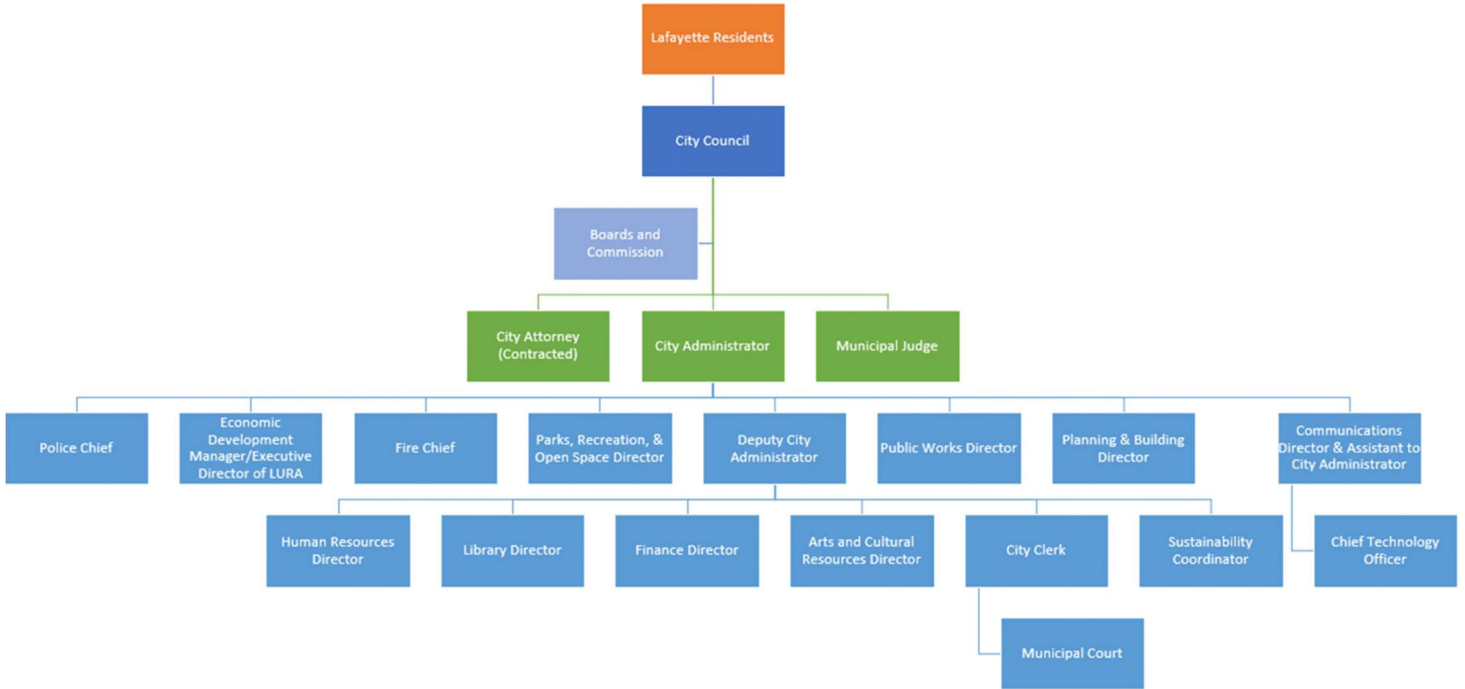 Lafayette Residents
City Council
Boards and
Commission
City Attorney
(Contracted)
City Administrator
Municipal Judge
Police Chief
Economic
Development
Manager/Executive
Director of LURA
Fire Chief
Parks, Recreation, &
Open Space Director
Deputy City
Administrator
Public Works Director
Planning & Building
Director
Communications
Director & Assistant to
City Administrator
Human Resources
Director
Library Director
Finance Director
Arts and Cultural
Resources Director
City Clerk
Sustainability
Coordinator
Chief Technology
Officer
Municipal Court